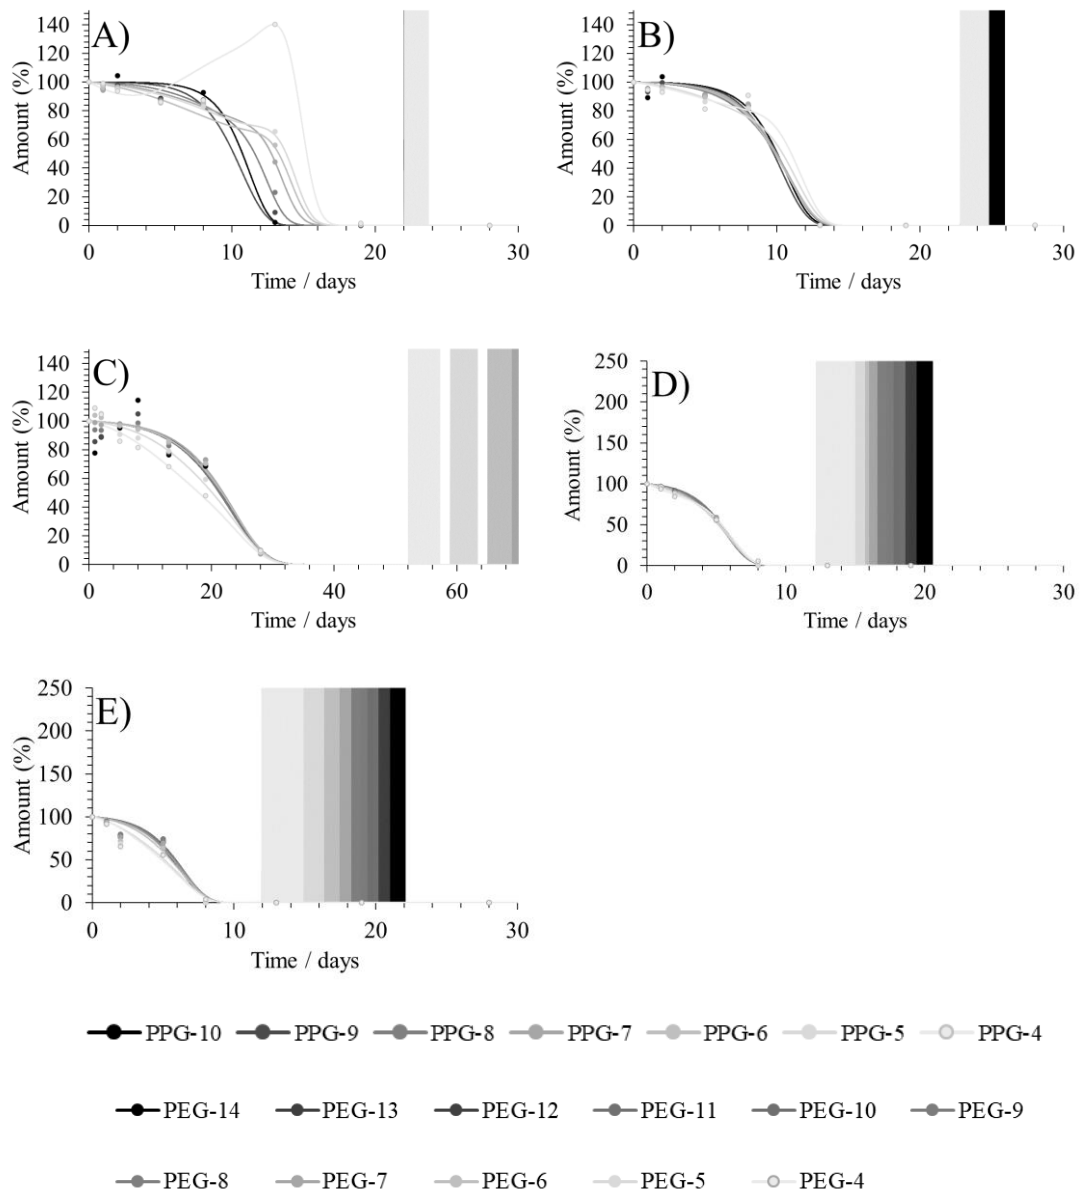 A)
Amount (%)
140
120
100
80
60
40
20
0
0 10 20 30
Time / days
B)
Amount (%)
140
120
100
80
60
40
20
0
0 10 20 30
Time / days
C)
Amount (%)
140
120
100
80
60
40
20
0
0 20 40 60
Time / days
D)
Amount (%)
250
200
150
100
50
0
0 10 20 30
Time / days
E)
Amount (%)
250
200
150
100
50
0
0 10 20 30
Time / days
PPG-10 PPG-9 PPG-8 PPG-7 PPG-6 PPG-5 PPG-4
PEG-14 PEG-13 PEG-12 PEG-11 PEG-10 PEG-9
PEG-8 PEG-7 PEG-6 PEG-5 PEG-4